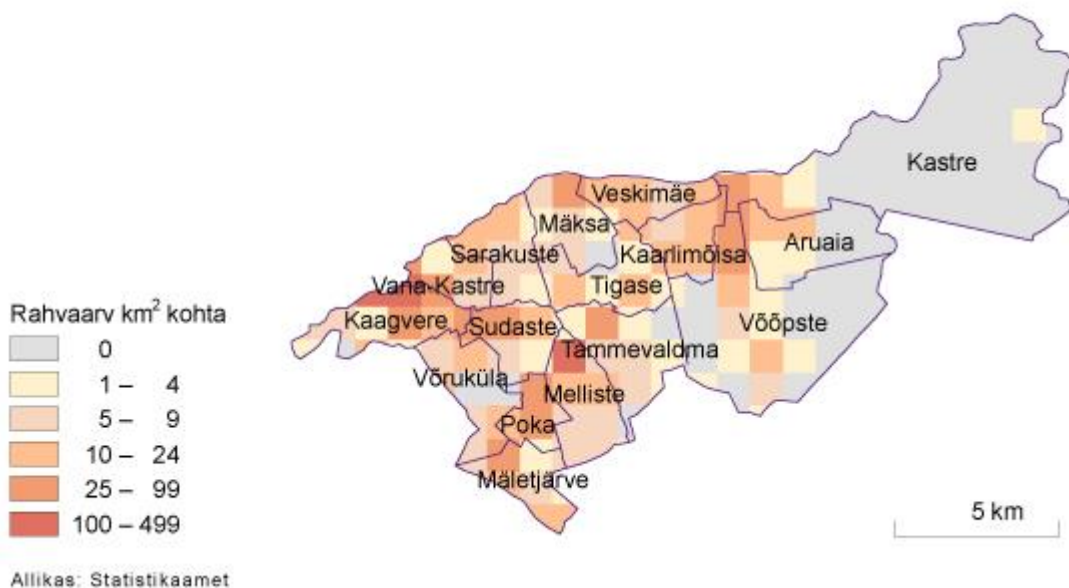 Kastre
Veskimäe
Mäksa
Aruaia
Sarakuste
Kaarlimõisa
Vana-Kastre
Tigase
Rahvaarv km² kohta
Kaagvere
Sudaste
Võõpste
0
Tammevaldma
1 – 4
Võruküla
Melliste
5 – 9
Poka
10 – 24
Mäletjärve
25 – 99
100 – 499
5 km
Allikas: Statistikaamet